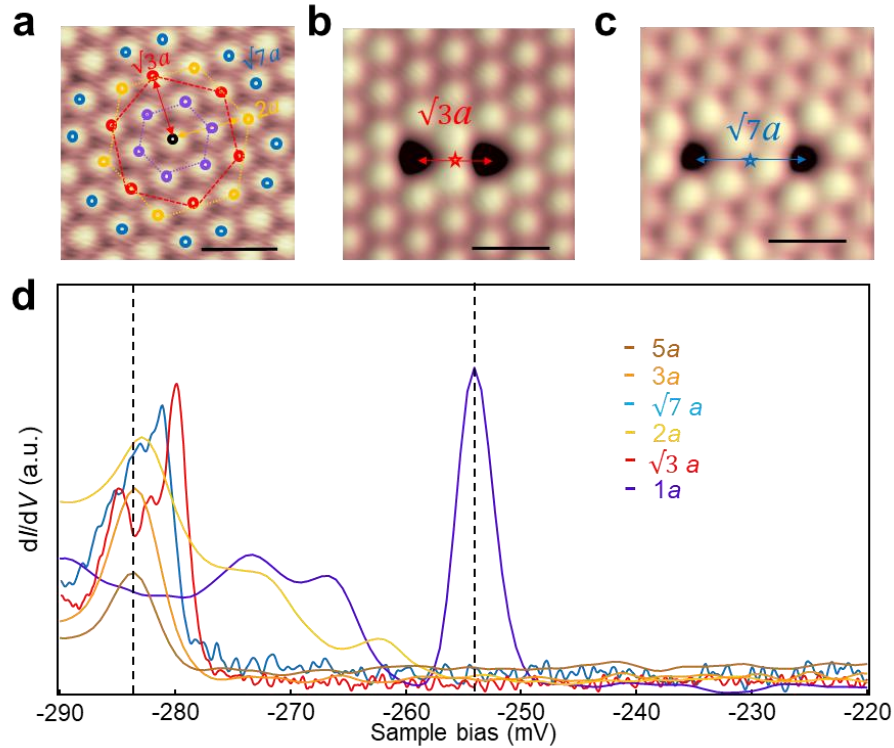 a
b
c
√3a
√7a
2a
√3a
√7a
d
dI/dV (a.u.)
5a
3a
√7 a
2a
√3 a
1a
-290
-280
-270
-260
-250
-240
-230
-220
Sample bias (mV)